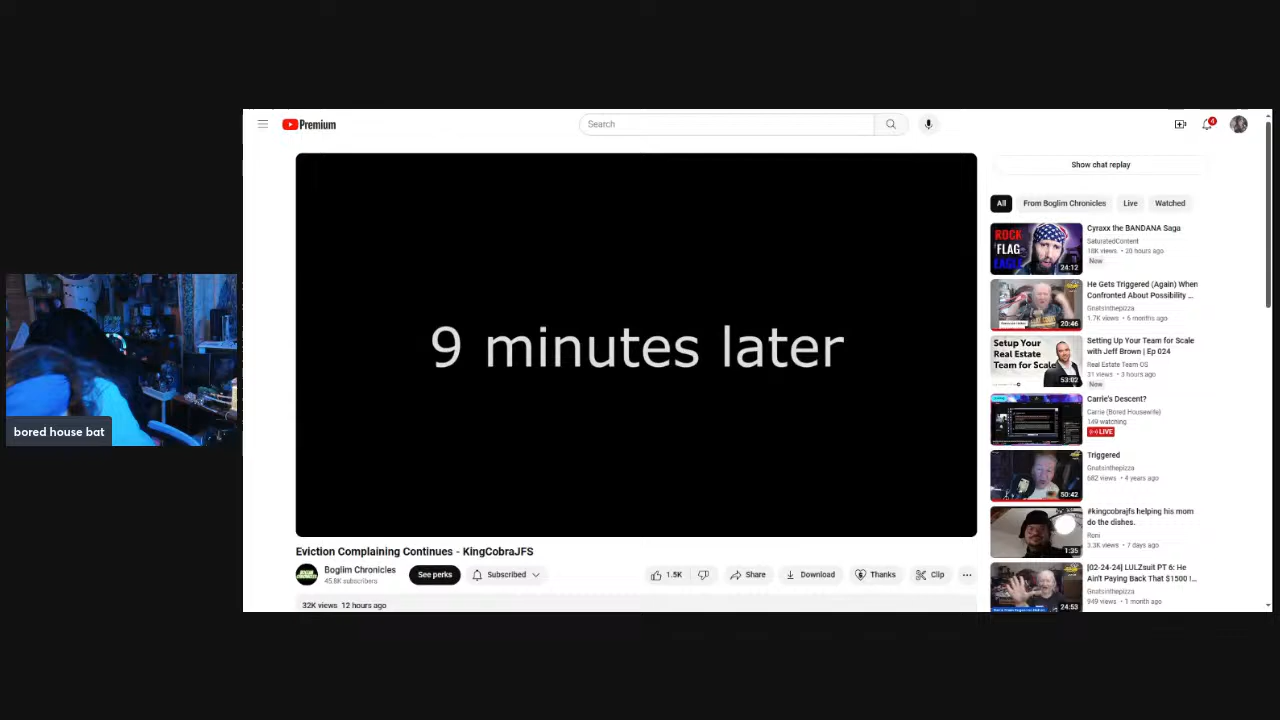 Premium
Search
4
9 minutes later
Eviction Complaining Continues - KingCobraJFS
Boglim Chronicles
45.8K subscribers
See perks
Subscribed
1.5K
Share
Download
Thanks
Clip
32K views 12 hours ago
Show chat replay
All
From Boglim Chronicles
Live
Watched
ROCK
FLAG
EAGLE
24:12
Cyraxx the BANDANA Saga
SaturatedContent
20 hours ago
New
20:46
He Gets Triggered (Again) When
Confronted About Possibility ...
Gnatsinthepizza
1.7K views • 6 months ago
Setup Your
Real Estate
Team for Scale
53:02
Setting Up Your Team for Scale
with Jeff Brown | Ep 024
Real Estate Team OS
31 views • 3 hours ago
New
Carrie's Descent?
Carrie (Bored Housewife)
149 watching
LIVE
50:42
Triggered
Gnatsinthepizza
682 views • 4 years ago
1:35
#kingcobrajfs helping his mom
do the dishes.
3.3K views • 7 days ago
24:53
[02-24-24] LULZsuit PT 6: He
Ain't Paying Back That $1500 !...
Gnatsinthepizza
949 views • 1 month ago
bored house bat